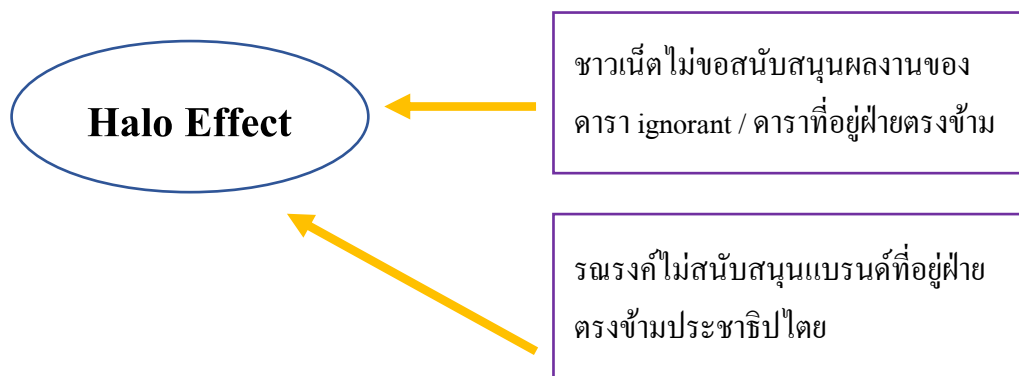 Halo Effect
ชาวเน็ตไม่ขอสนับสนุนผลงานของ
ดารา ignorant / ดาราที่อยู่ฝ่ายตรงข้าม
รณรงค์ไม่สนับสนุนแบรนด์ที่อยู่ฝ่าย
ตรงข้ามประชาธิปไตย